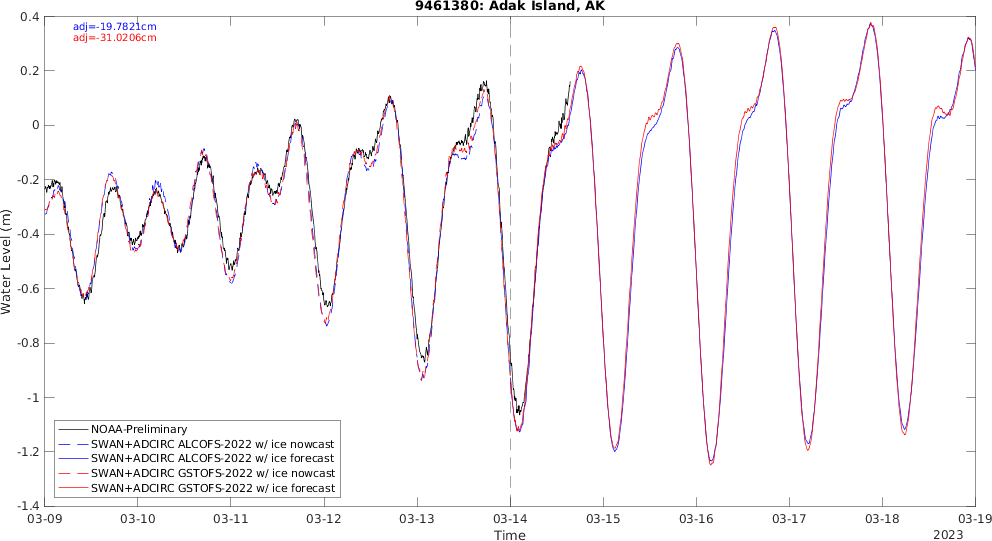 9461380: Adak Island, AK
adj=-19.7821cm
adj=-31.0206cm
Water Level (m)
0.4
0.2
0
-0.2
-0.4
-0.6
-0.8
-1
-1.2
-1.4
NOAA-Preliminary
SWAN+ADCIRC ALCOFS-2022 w/ ice nowcast
SWAN+ADCIRC ALCOFS-2022 w/ ice forecast
SWAN+ADCIRC GSTOFS-2022 w/ ice nowcast
SWAN+ADCIRC GSTOFS-2022 w/ ice forecast
03-09 03-10 03-11 03-12 03-13 03-14 03-15 03-16 03-17 03-18 03-19
Time
2023